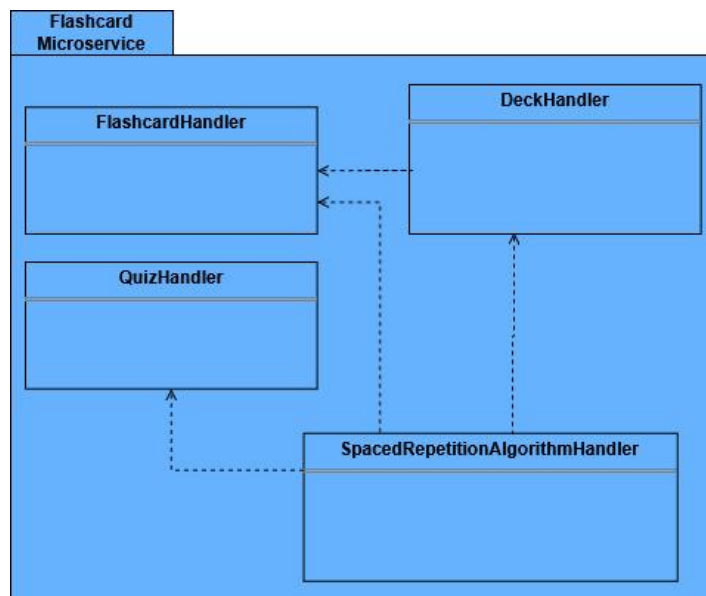 Flashcard
Microservice
FlashcardHandler
DeckHandler
QuizHandler
SpacedRepetitionAlgorithmHandler